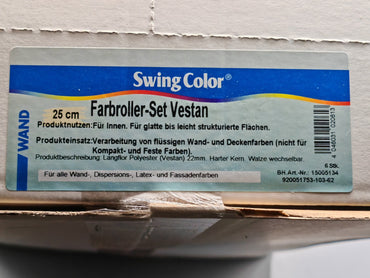 Swing Color®
WAND
25 cm
Farbroller-Set Vestan
Produktnutzen:Für Innen. Für glatte bis leicht strukturierte Flächen.
Produkteinsatz:Verarbeitung von flüssigen Wand- und Deckenfarben (nicht für
Kompakt- und Feste Farben).
Produktbeschreibung: Langflor Polyester (Vestan) 22mm. Harter Kern. Walze wechselbar.
6 Stk.
Für alle Wand-, Dispersions-, Latex- und Fassadenfarben
BH.Art.-Nr.: 15005134
920051753-103-62